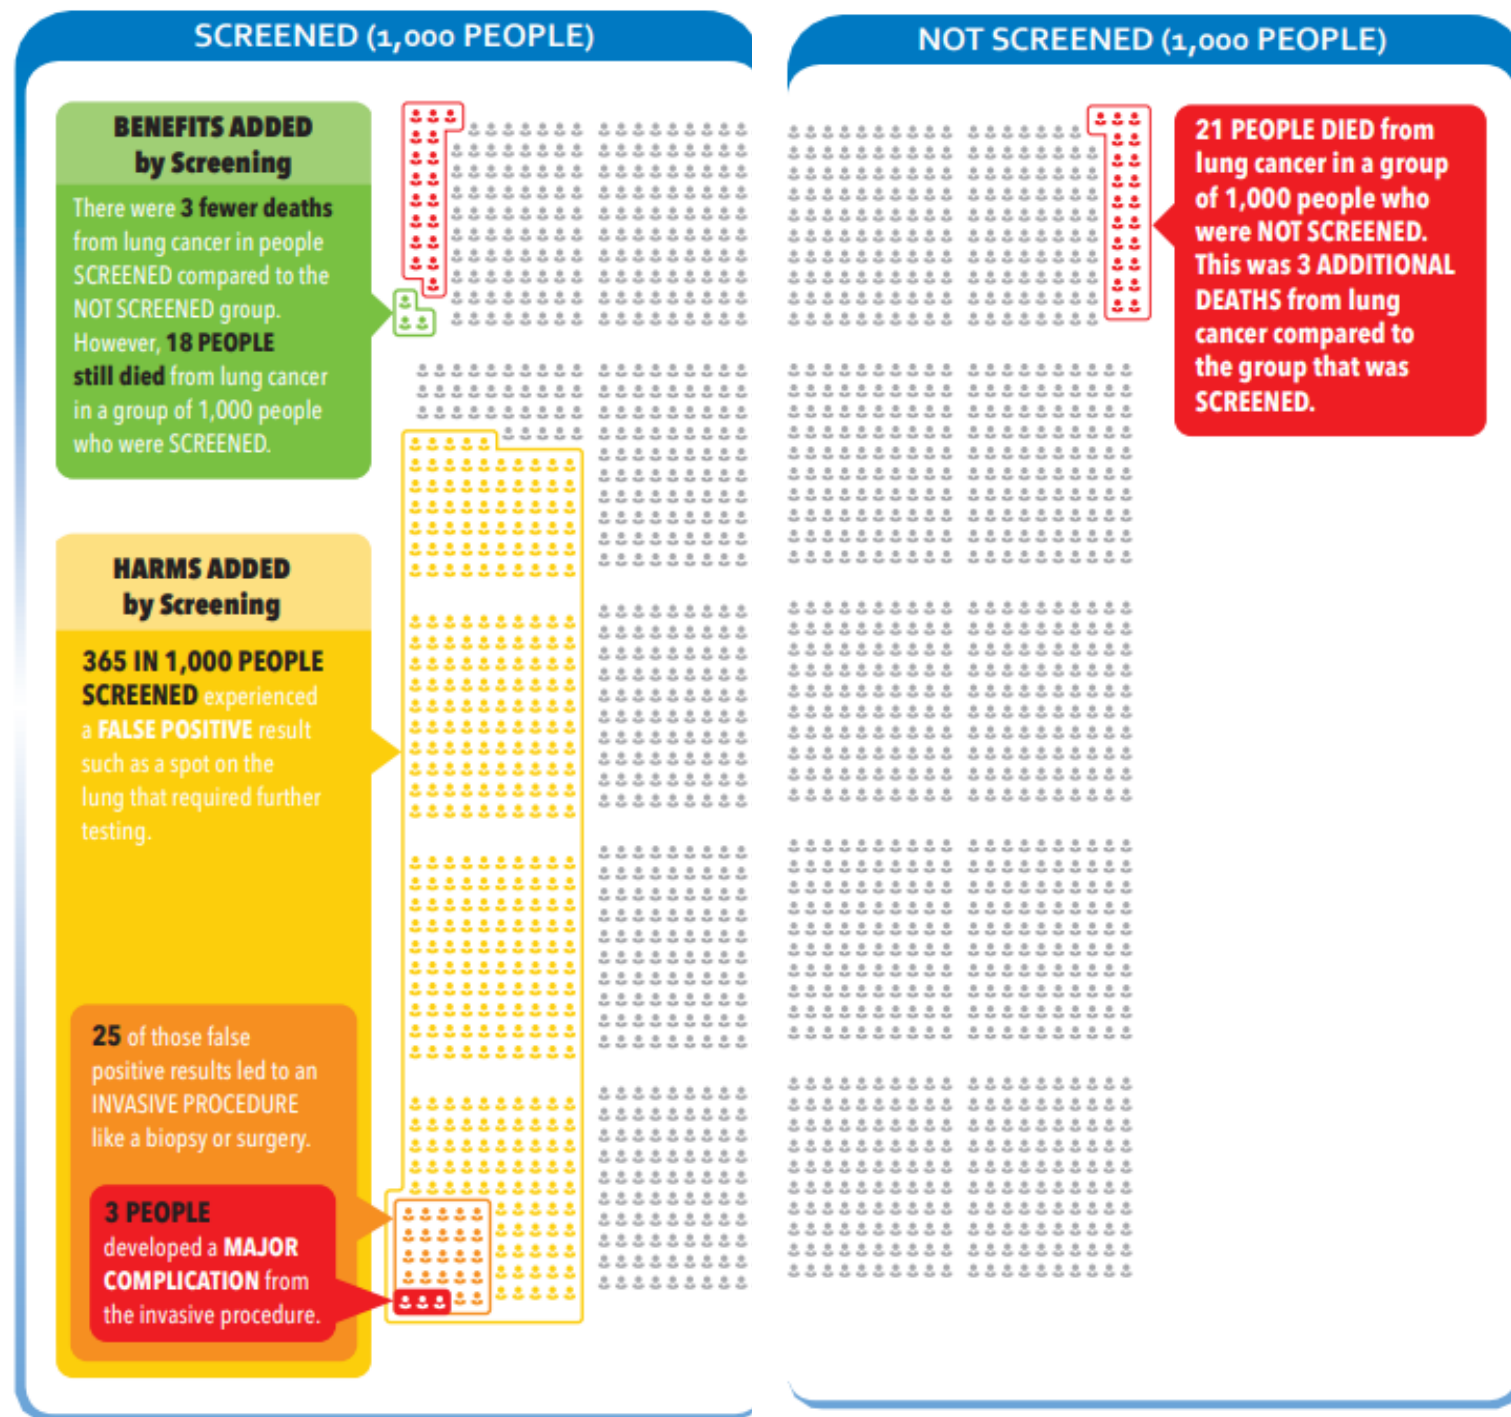 SCREENED (1,000 PEOPLE)
BENEFITS ADDED
by Screening
There were 3 fewer deaths
from lung cancer in people
SCREENED compared to the
NOT SCREENED group.
However, 18 PEOPLE
still died from lung cancer
in a group of 1,000 people
who were SCREENED.
HARMS ADDED
by Screening
365 IN 1,000 PEOPLE
SCREENED experienced
a FALSE POSITIVE result
such as a spot on the
lung that required further
testing.
25 of those false
positive results led to an
INVASIVE PROCEDURE
like a biopsy or surgery.
3 PEOPLE
developed a MAJOR
COMPLICATION from
the invasive procedure.
NOT SCREENED (1,000 PEOPLE)
21 PEOPLE DIED from
lung cancer in a group
of 1,000 people who
were NOT SCREENED.
This was 3 ADDITIONAL
DEATHS from lung
cancer compared to
the group that was
SCREENED.